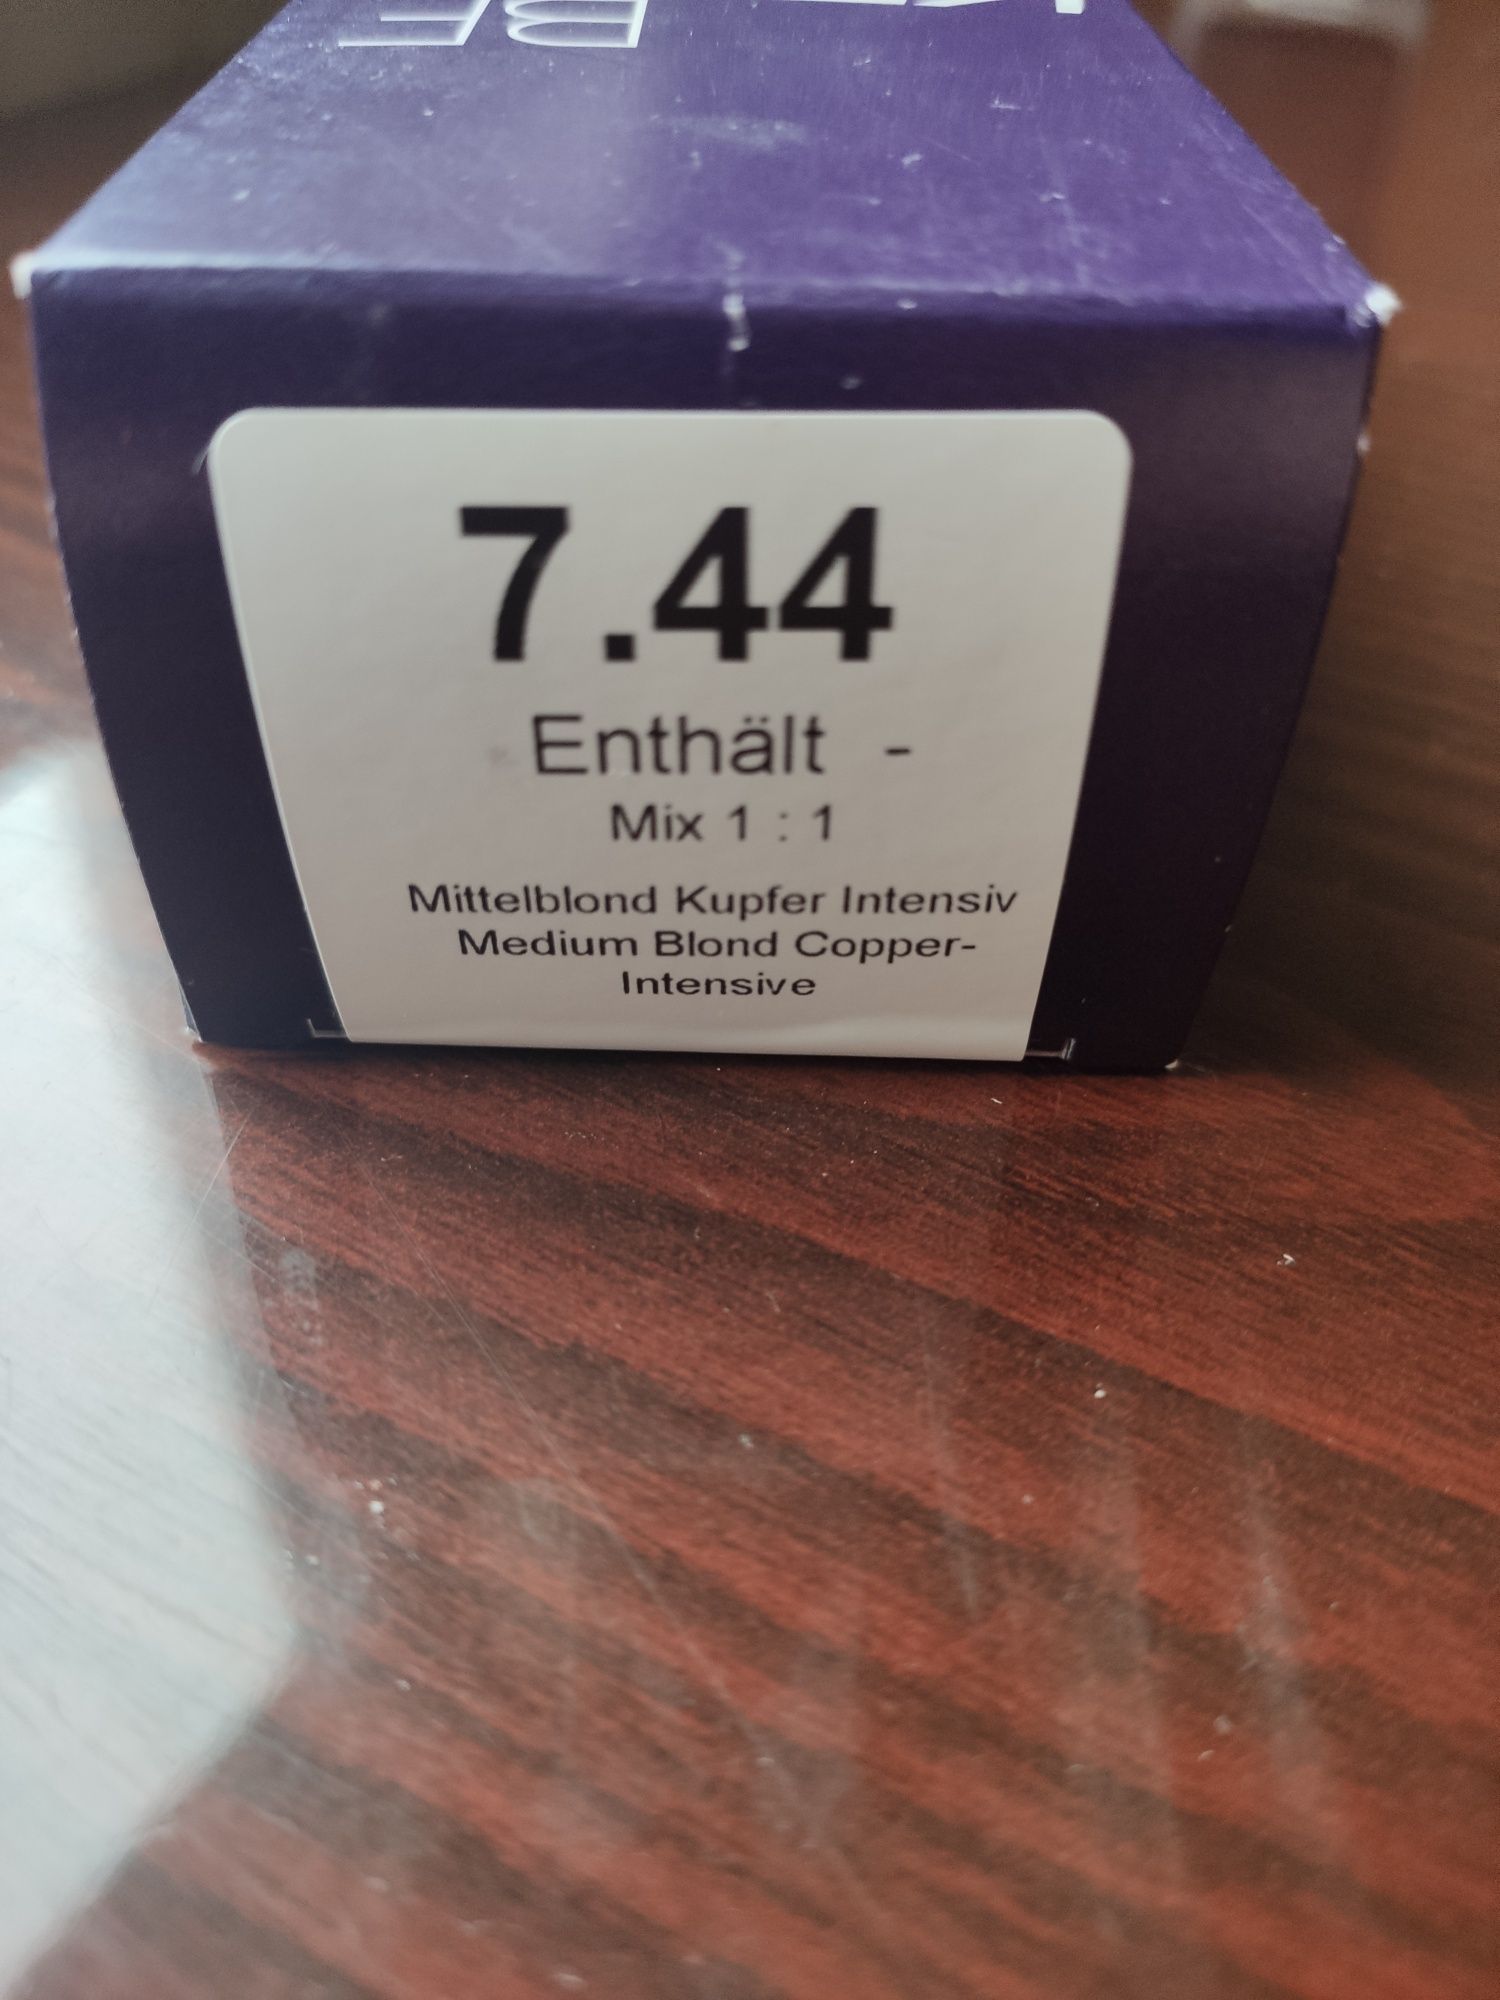 7.44
Enthält -
Mix 1 : 1
Mittelblond Kupfer Intensiv
Medium Blond Copper-
Intensive